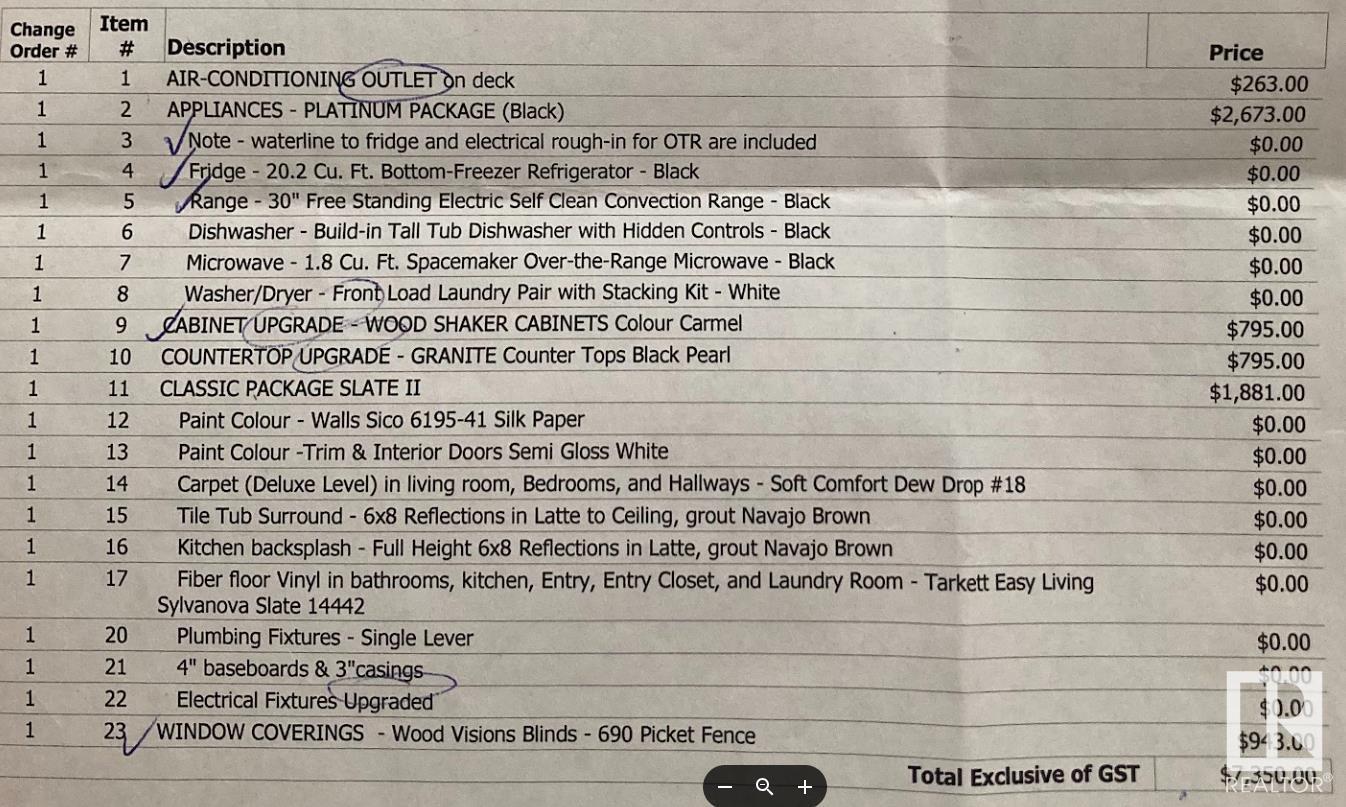 Change Order # Item # Description Price
1 1 AIR-CONDITIONING OUTLET on deck $263.00
1 2 APPLIANCES - PLATINUM PACKAGE (Black) $2,673.00
1 3 Note - waterline to fridge and electrical rough-in for OTR are included $0.00
1 4 Fridge - 20.2 Cu. Ft. Bottom-Freezer Refrigerator - Black $0.00
1 5 Range - 30" Free Standing Electric Self Clean Convection Range - Black $0.00
1 6 Dishwasher - Build-in Tall Tub Dishwasher with Hidden Controls - Black $0.00
1 7 Microwave - 1.8 Cu. Ft. Spacemaker Over-the-Range Microwave - Black $0.00
1 8 Washer/Dryer - Front Load Laundry Pair with Stacking Kit - White $0.00
1 9 CABINET UPGRADE - WOOD SHAKER CABINETS Colour Carmel $795.00
1 10 COUNTERTOP UPGRADE - GRANITE Counter Tops Black Pearl $795.00
1 11 CLASSIC PACKAGE SLATE II $1,881.00
1 12 Paint Colour - Walls Sico 6195-41 Silk Paper $0.00
1 13 Paint Colour -Trim & Interior Doors Semi Gloss White $0.00
1 14 Carpet (Deluxe Level) in living room, Bedrooms, and Hallways - Soft Comfort Dew Drop #18 $0.00
1 15 Tile Tub Surround - 6x8 Reflections in Latte to Ceiling, grout Navajo Brown $0.00
1 16 Kitchen backsplash - Full Height 6x8 Reflections in Latte, grout Navajo Brown $0.00
1 17 Fiber floor Vinyl in bathrooms, kitchen, Entry, Entry Closet, and Laundry Room - Tarkett Easy Living $0.00
Sylvanova Slate 14442
1 20 Plumbing Fixtures - Single Lever $0.00
1 21 4" baseboards & 3"casings $0.00
1 22 Electrical Fixtures Upgraded $0.00
1 23 WINDOW COVERINGS - Wood Visions Blinds - 690 Picket Fence $943.00
Total Exclusive of GST $7,350.00
REALTOR®